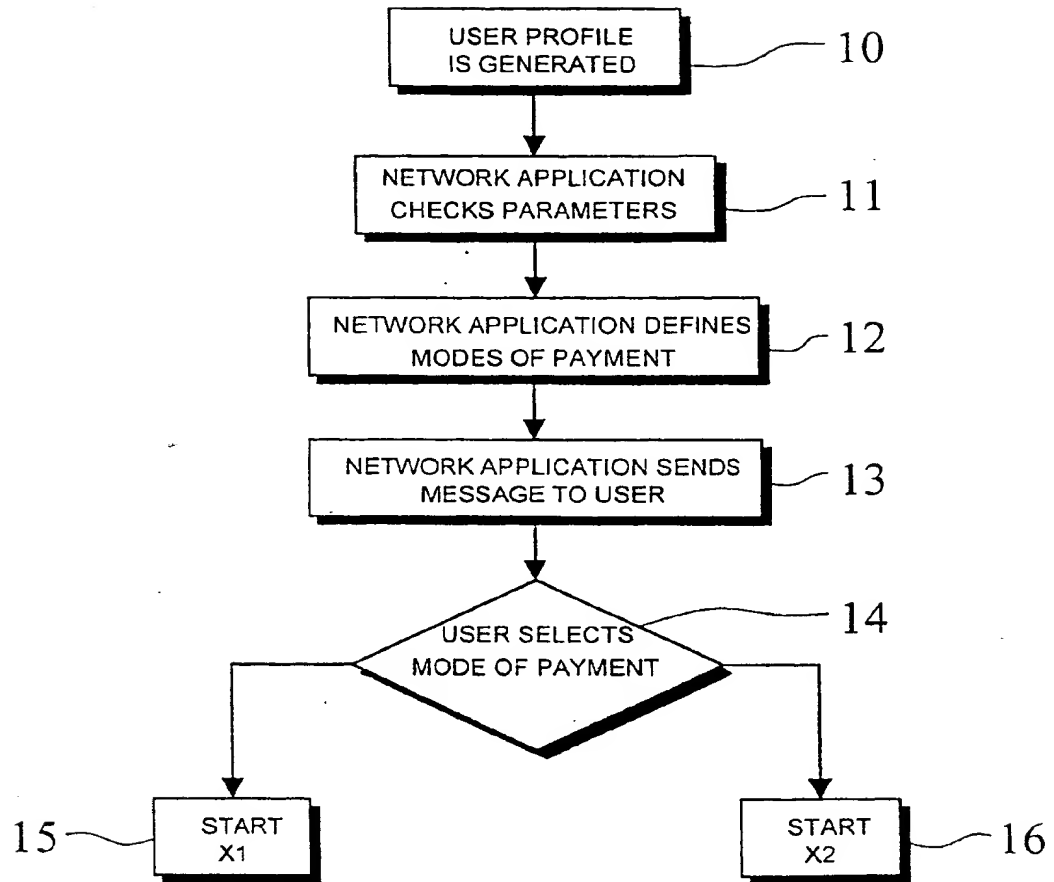 USER PROFILE
IS GENERATED
10
NETWORK APPLICATION
CHECKS PARAMETERS
11
NETWORK APPLICATION DEFINES
MODES OF PAYMENT
12
NETWORK APPLICATION SENDS
MESSAGE TO USER
13
USER SELECTS
MODE OF PAYMENT
14
15
START
X1
START
X2
16